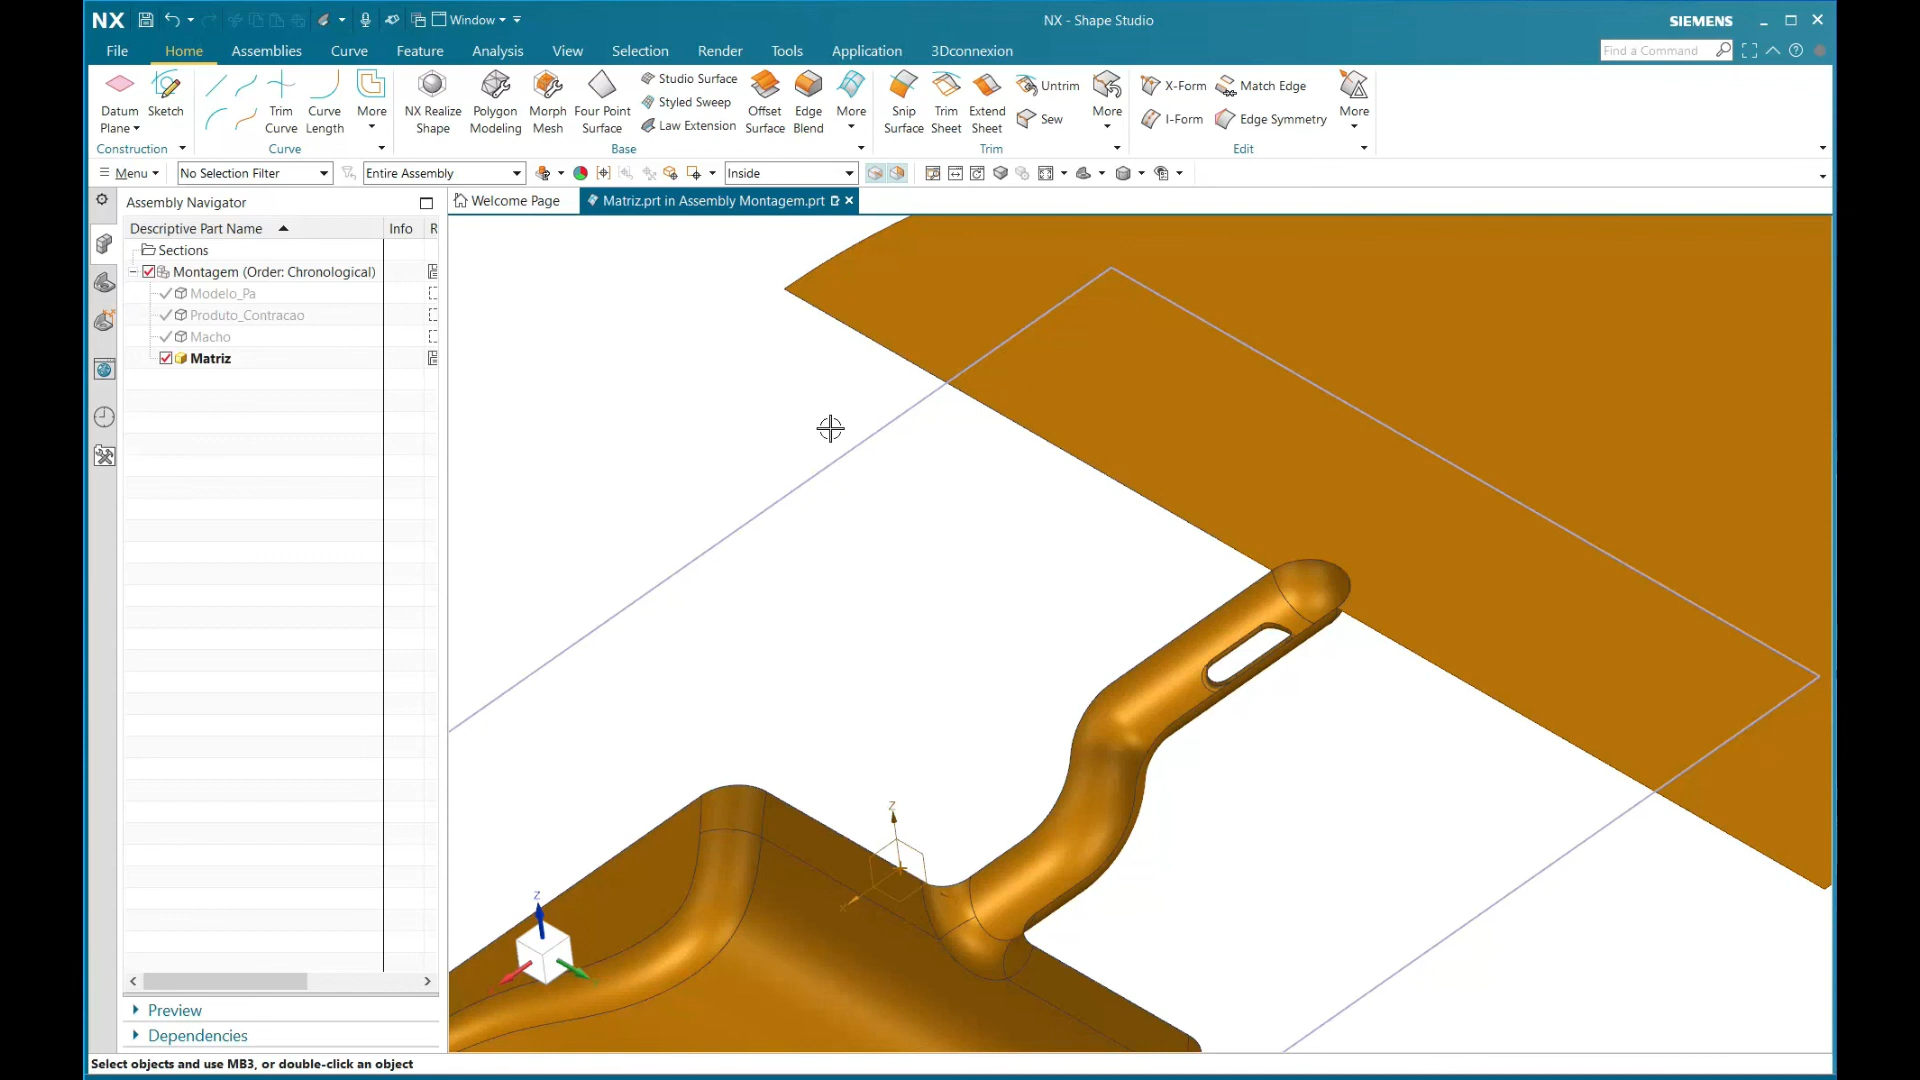 NX
Window
NX - Shape Studio
SIEMENS
File
Home
Assemblies
Curve
Feature
Analysis
View
Selection
Render
Tools
Application
3Dconnexion
Find a Command
Datum
Plane
Sketch
Trim
Curve
Curve
Length
More
NX Realize
Shape
Polygon
Modeling
Morph
Mesh
Four Point
Surface
Studio Surface
Styled Sweep
Law Extension
Offset
Surface
Edge
Blend
More
Snip
Surface
Trim
Sheet
Extend
Sheet
Untrim
Sew
More
X-Form
I-Form
Match Edge
Edge Symmetry
More
Construction
Curve
Base
Trim
Edit
Menu
No Selection Filter
Entire Assembly
Inside
Assembly Navigator
Welcome Page
Matriz.prt in Assembly Montagem.prt
Descriptive Part Name
Info
R
Sections
Montagem (Order: Chronological)
Modelo_Pa
Produto_Contracao
Macho
Matriz
Z
X
Z
Preview
Dependencies
Select objects and use MB3, or double-click an object